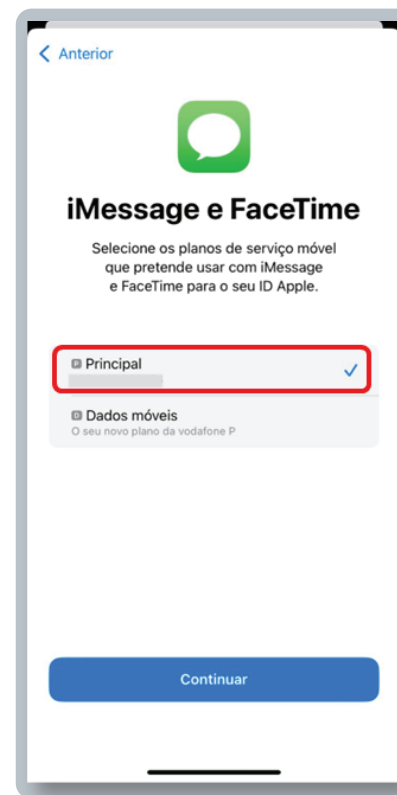 Anterior
iMessage e FaceTime
Selecione os planos de serviço móvel
que pretende usar com iMessage
e FaceTime para o seu ID Apple.
P Principal
D Dados móveis
O seu novo plano da vodafone P
Continuar